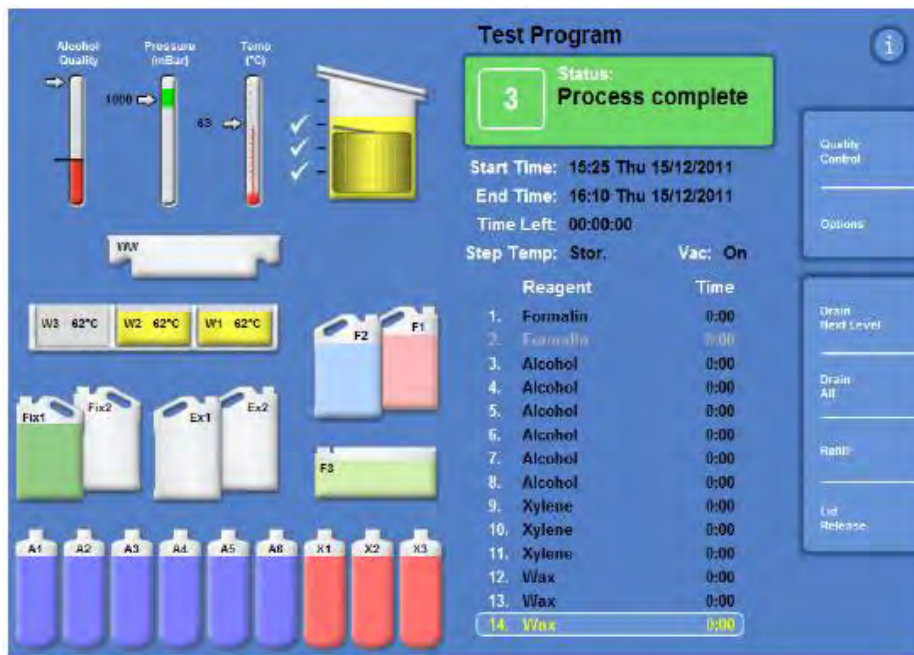 Alcohol Quality
Pressure (mBar)
Temp (°C)
1000
63
WW
W3 62°C
W2 62°C
W1 62°C
F2
F1
Fix1
Fix2
Ex1
Ex2
F3
A1
A2
A3
A4
A5
A6
X1
X2
X3
Test Program
i
3
Status:
Process complete
Start Time: 15:25 Thu 15/12/2011
End Time: 16:10 Thu 15/12/2011
Time Left: 00:00:00
Step Temp: Stor. Vac: On
Reagent Time
1. Formalin 0:00
2. Formalin 0:00
3. Alcohol 0:00
4. Alcohol 0:00
5. Alcohol 0:00
6. Alcohol 0:00
7. Alcohol 0:00
8. Alcohol 0:00
9. Xylene 0:00
10. Xylene 0:00
11. Xylene 0:00
12. Wax 0:00
13. Wax 0:00
14. Wax 0:00
Quality
Control
Options
Drain
Next Level
Drain
All
Refill
Lid
Release